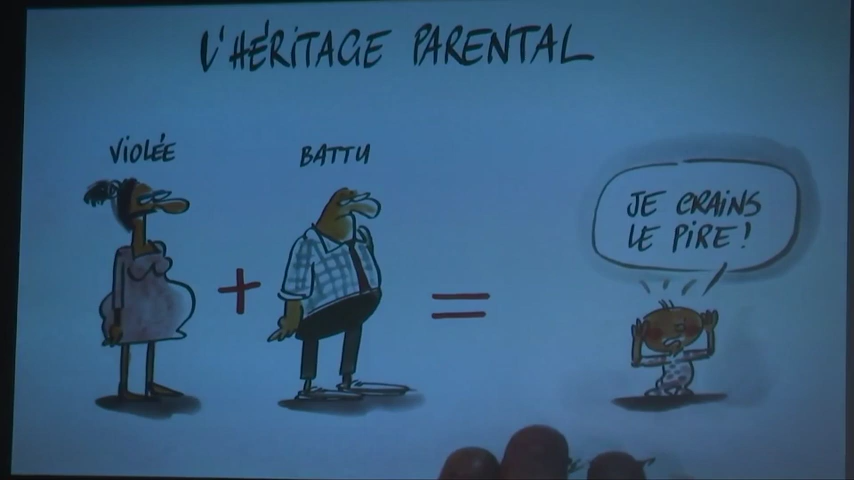 L'HÉRITAGE PARENTAL
VIOLÉE
BATTU
+
=
JE CRAINS
LE PIRE !